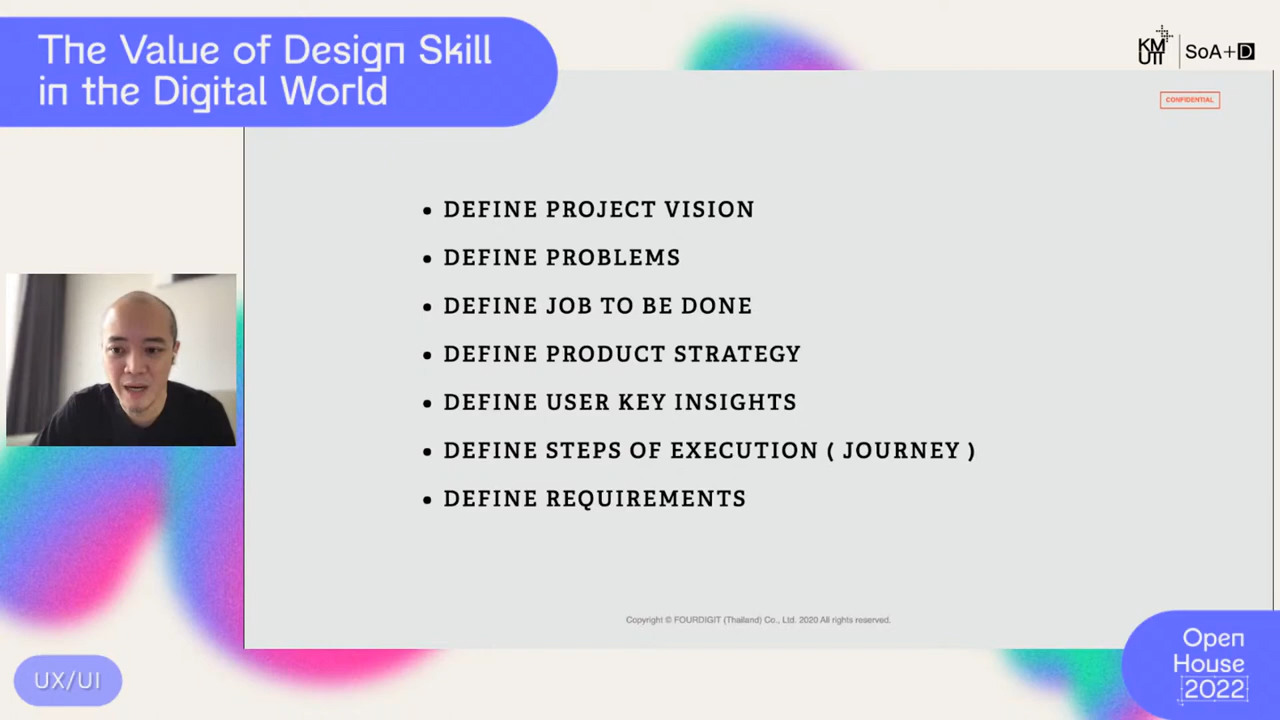 The Value of Design Skill
in the Digital World
KM
UTT
SoA+D
CONFIDENTIAL
• DEFINE PROJECT VISION
• DEFINE PROBLEMS
• DEFINE JOB TO BE DONE
• DEFINE PRODUCT STRATEGY
• DEFINE USER KEY INSIGHTS
• DEFINE STEPS OF EXECUTION ( JOURNEY )
• DEFINE REQUIREMENTS
Copyright © FOURDIGIT (Thailand) Co., Ltd. 2020 All rights reserved.
UX/UI
Open
House
2022